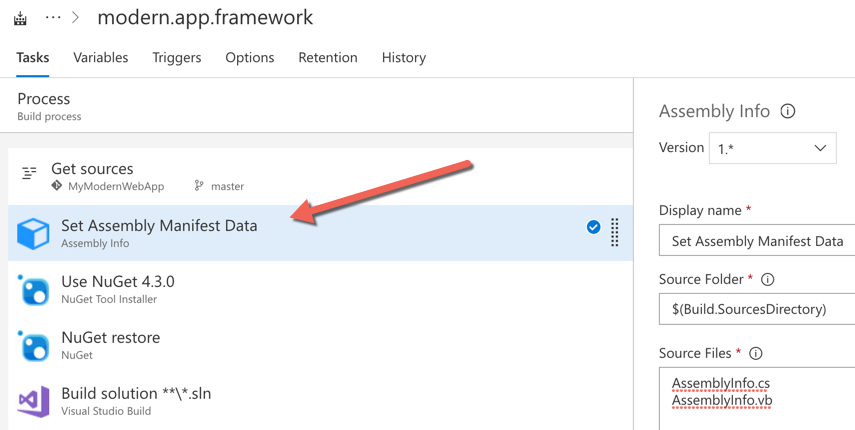 ... > modern.app.framework
Tasks Variables Triggers Options Retention History
Process
Build process
Get sources
MyModernWebApp master
Set Assembly Manifest Data
Assembly Info
Use NuGet 4.3.0
NuGet Tool Installer
NuGet restore
NuGet
Build solution **\*.sln
Visual Studio Build
Assembly Info
Version 1.*
Display name *
Set Assembly Manifest Data
Source Folder *
$(Build.SourcesDirectory)
Source Files *
AssemblyInfo.cs
AssemblyInfo.vb